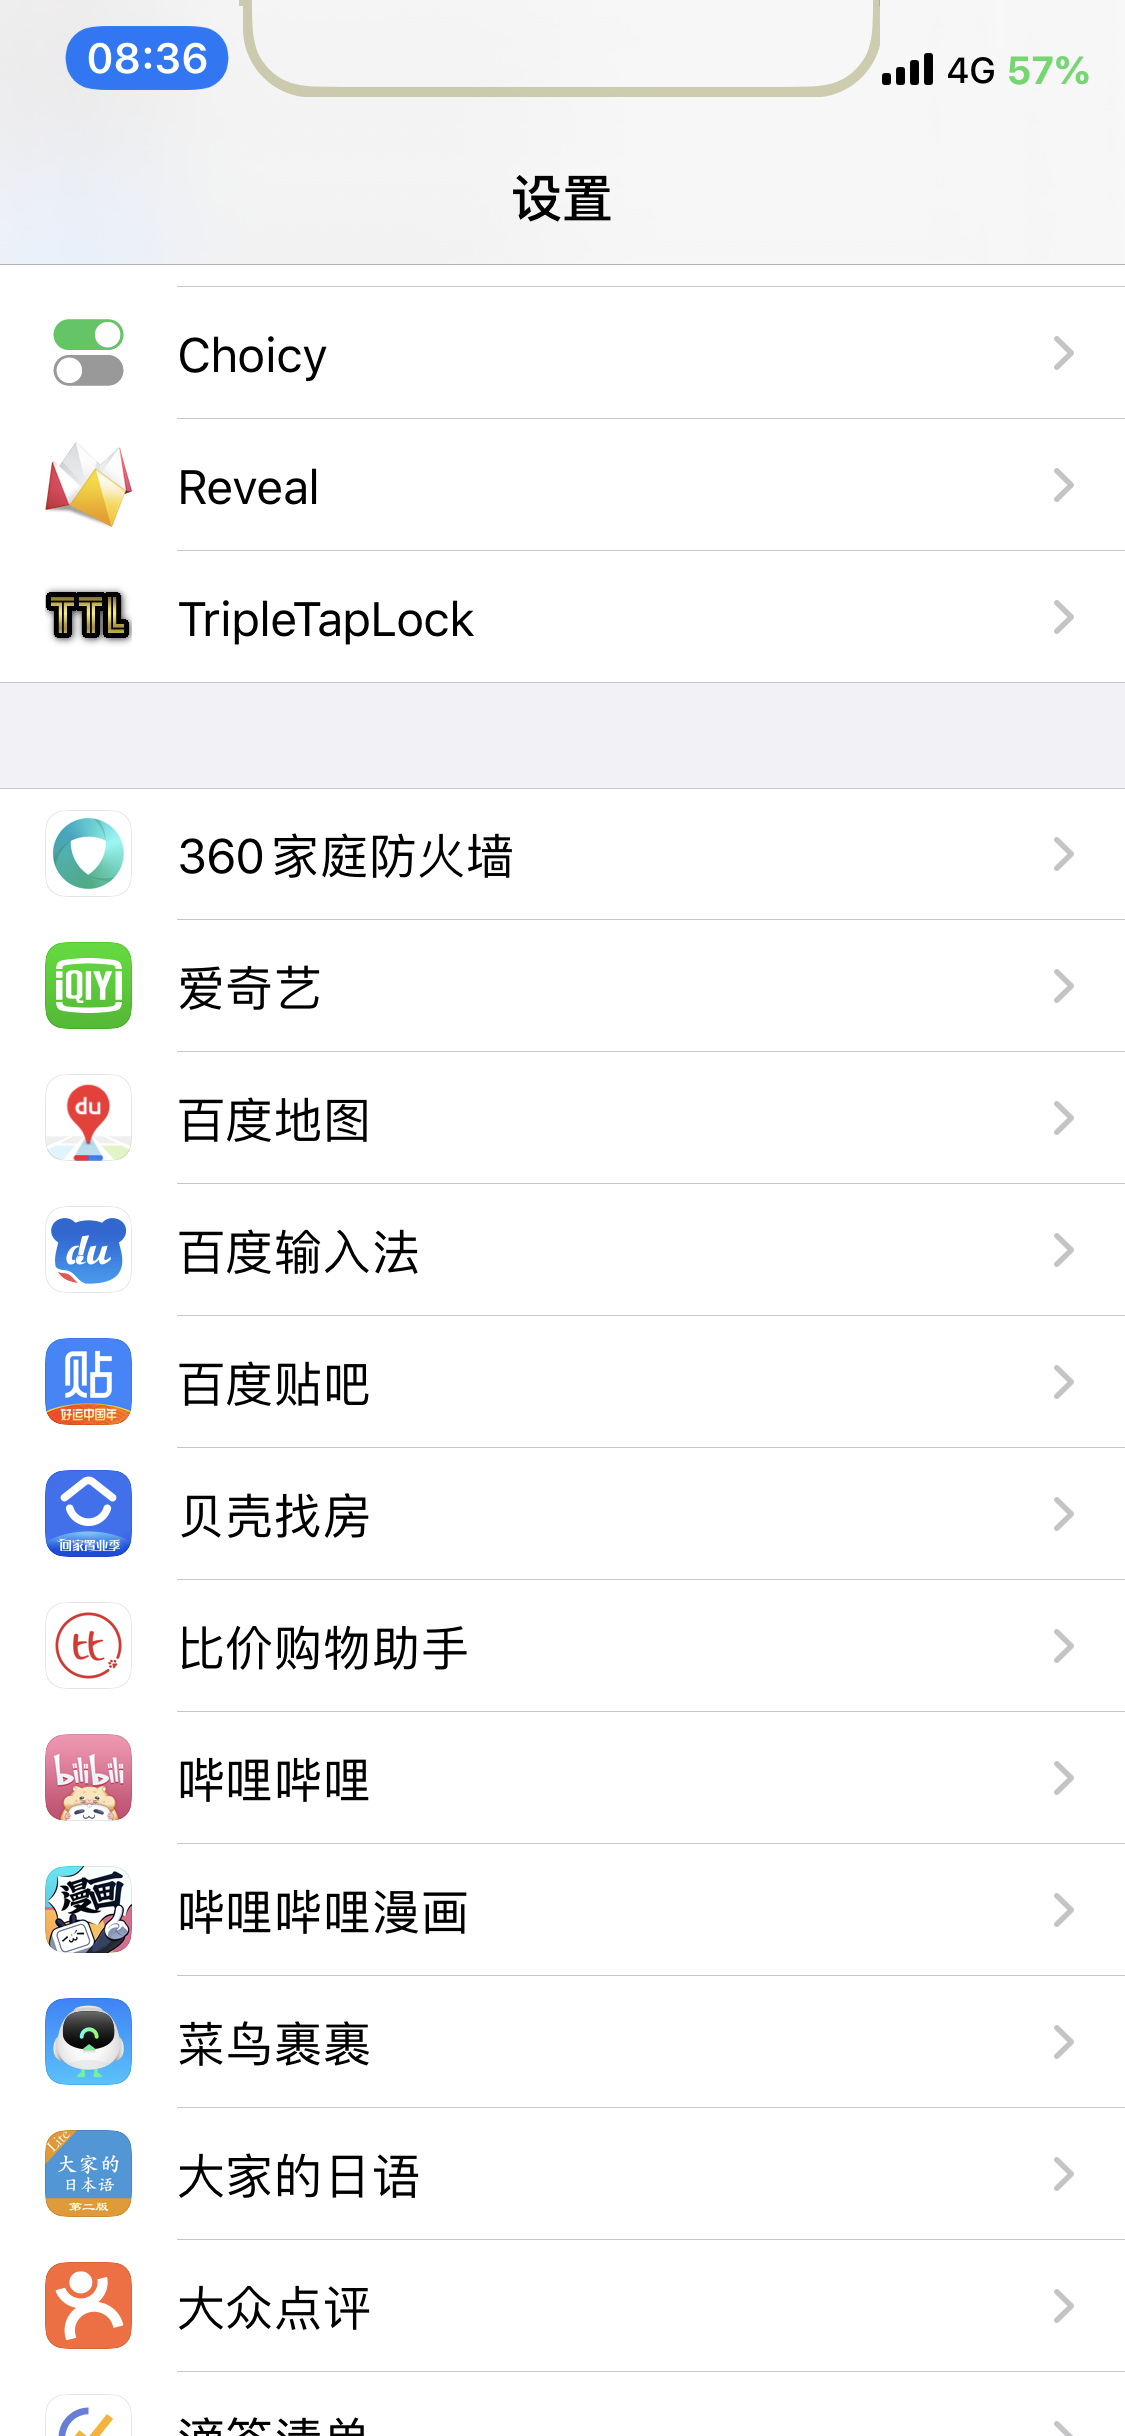 08:36
4G 57%
设置
Choicy
Reveal
TTL
TripleTapLock
360家庭防火墙
iQIYI
爱奇艺
du
百度地图
du
百度输入法
贴
好运中国年
百度贴吧
回家置业季
贝壳找房
tt
比价购物助手
bilibili
哔哩哔哩
漫画
哔哩哔哩漫画
菜鸟裹裹
Lite
大家的
日本语
第二版
大家的日语
大众点评
滴答清单